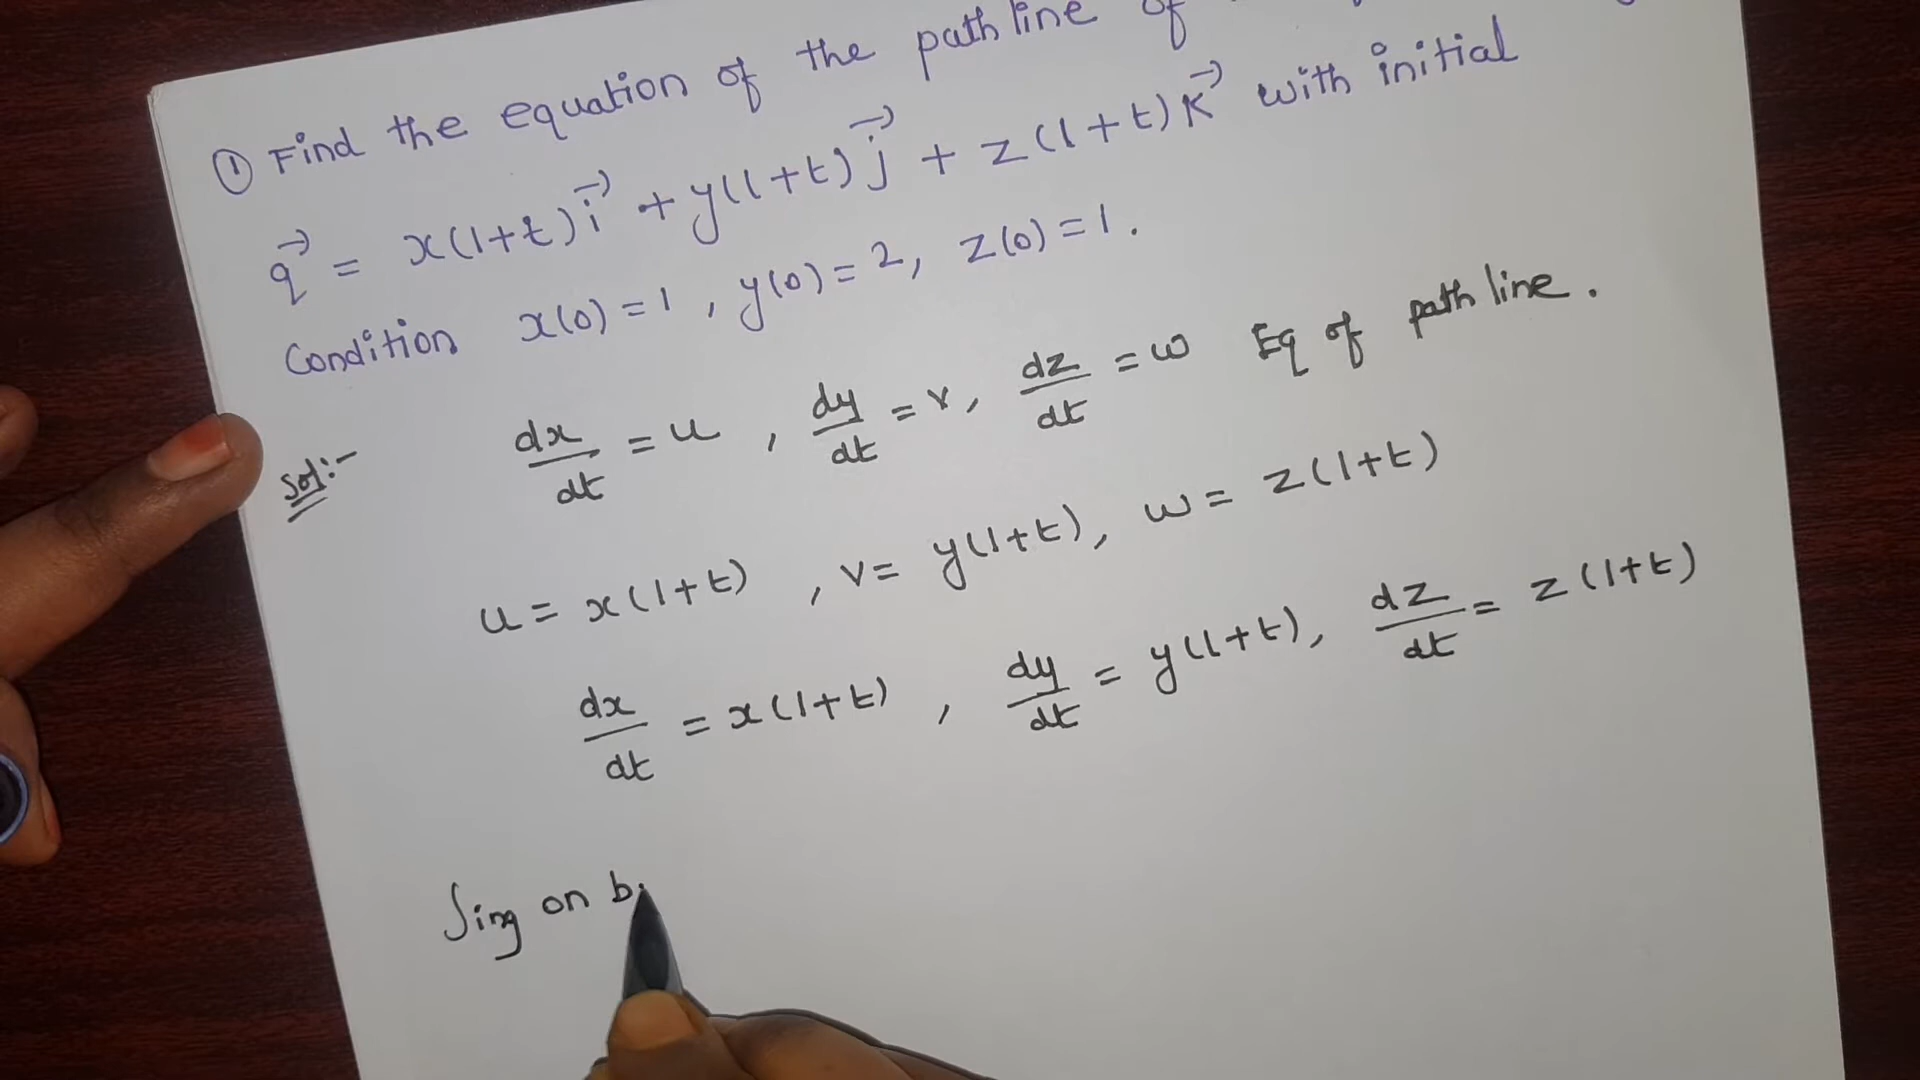 ① Find the equation of the path line of
q⃗ = x(1+t)i⃗ + y(1+t)j⃗ + z(1+t)k⃗ with initial
Condition x(0)=1, y(0)=2, z(0)=1.
Sol:- dx/dt = u, dy/dt = v, dz/dt = w Eq of path line.
u = x(1+t), v = y(1+t), w = z(1+t)
dx/dt = x(1+t), dy/dt = y(1+t), dz/dt = z(1+t)
∫ing on